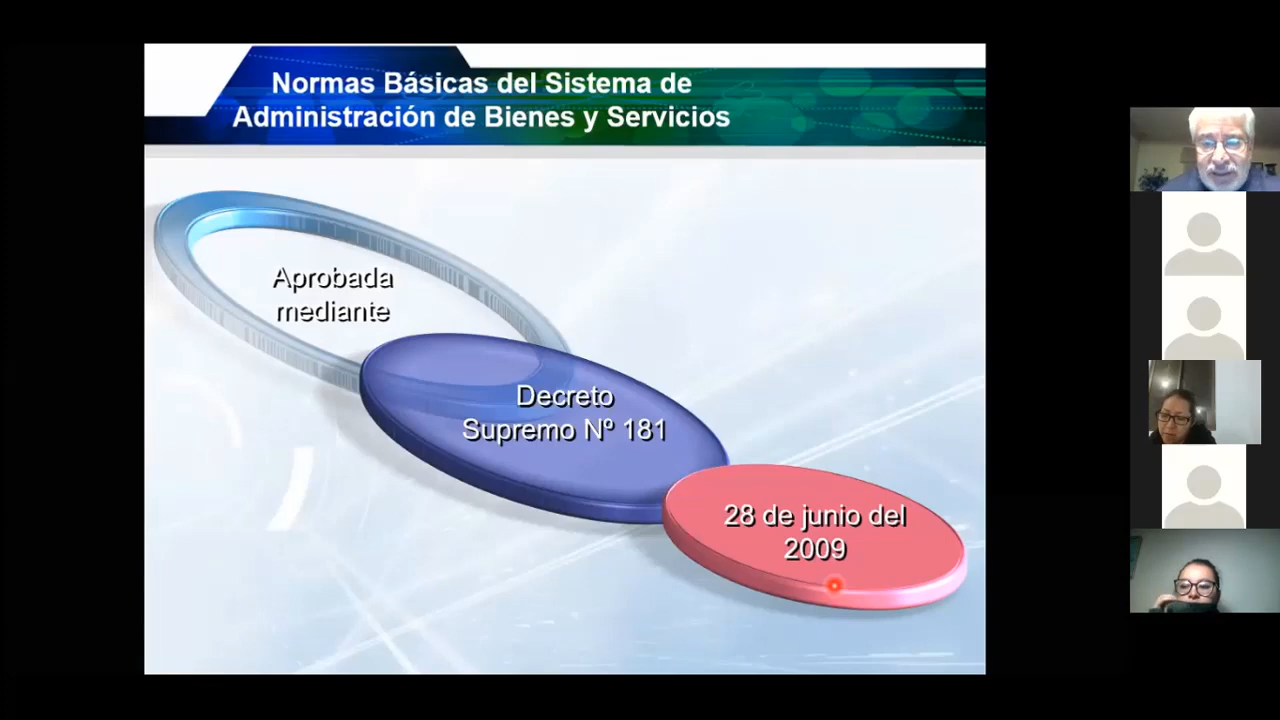 Normas Básicas del Sistema de
Administración de Bienes y Servicios
Aprobada
mediante
Decreto
Supremo Nº 181
28 de junio del
2009